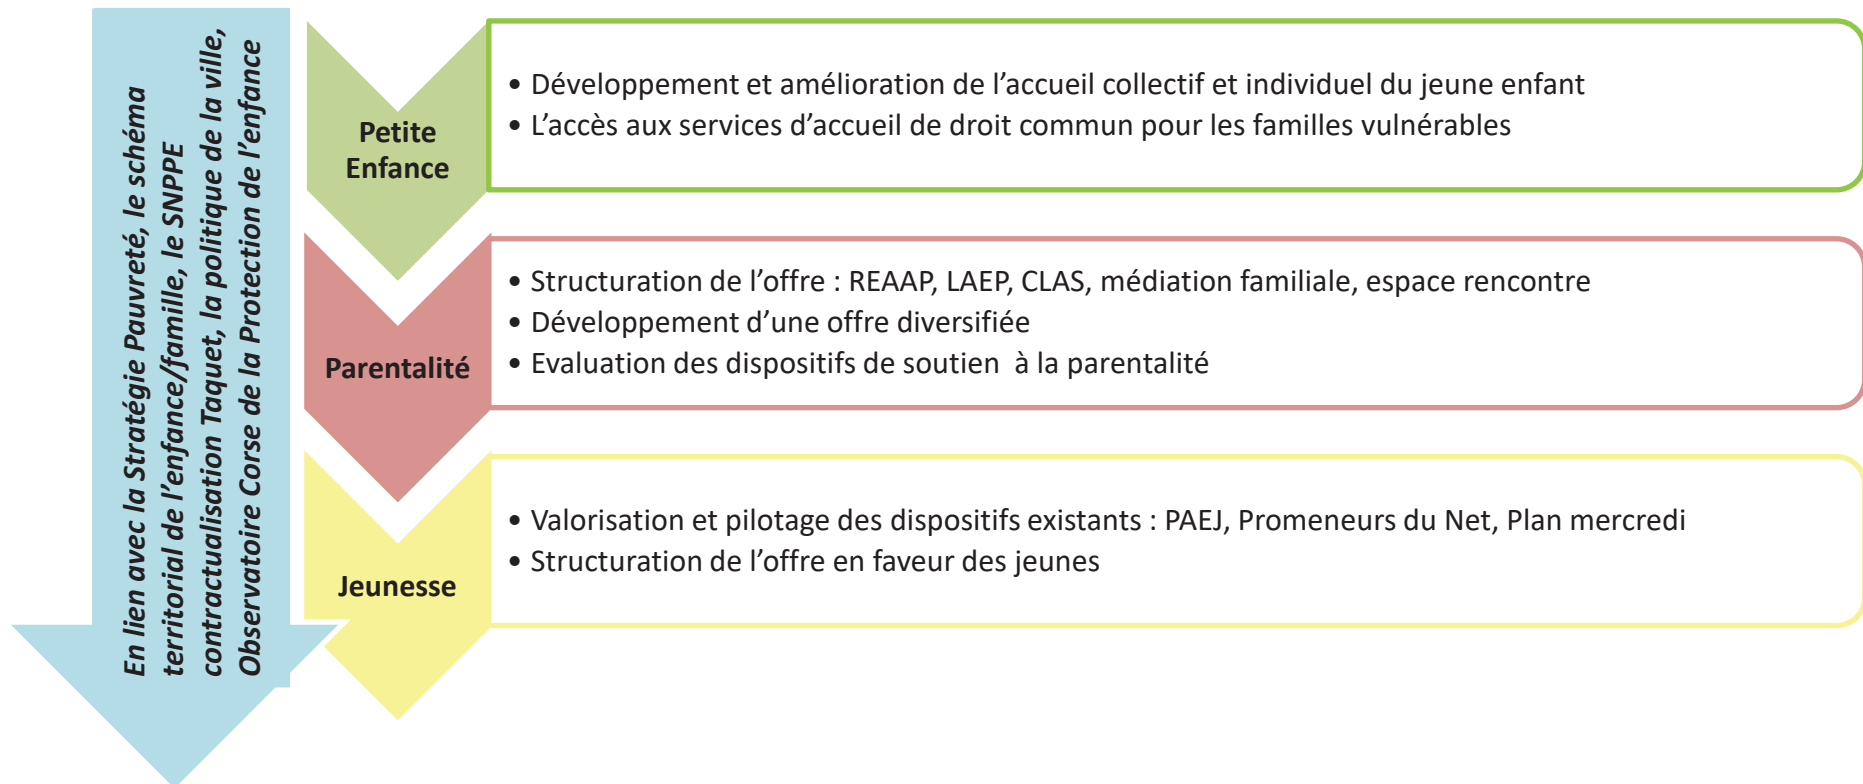 En lien avec la Stratégie Pauvreté, le schéma
territorial de l'enfance/famille, le SNPPE
contractualisation Taquet, la politique de la ville,
Observatoire Corse de la Protection de l'enfance
Petite
Enfance
• Développement et amélioration de l'accueil collectif et individuel du jeune enfant
• L'accès aux services d'accueil de droit commun pour les familles vulnérables
Parentalité
• Structuration de l'offre : REAAP, LAEP, CLAS, médiation familiale, espace rencontre
• Développement d'une offre diversifiée
• Evaluation des dispositifs de soutien  à la parentalité
Jeunesse
• Valorisation et pilotage des dispositifs existants : PAEJ, Promeneurs du Net, Plan mercredi
• Structuration de l'offre en faveur des jeunes